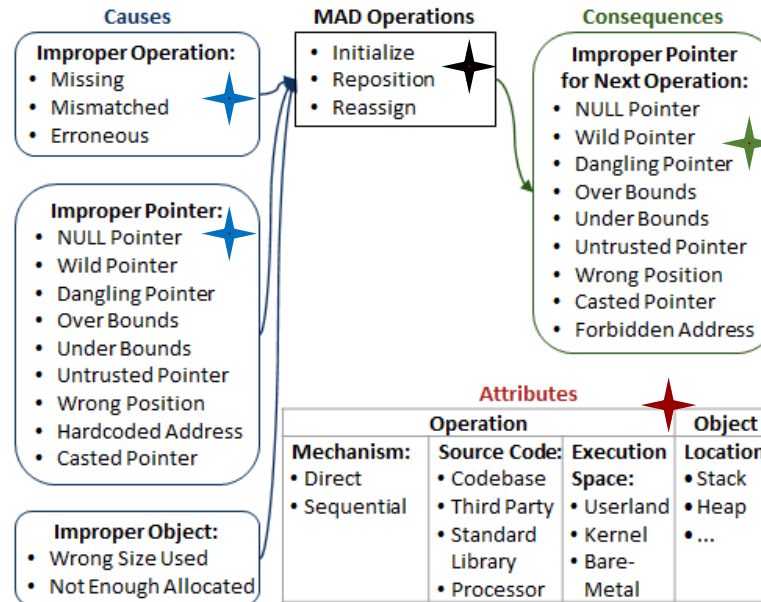 Causes
Improper Operation:
• Missing
• Mismatched
• Erroneous
Improper Pointer:
• NULL Pointer
• Wild Pointer
• Dangling Pointer
• Over Bounds
• Under Bounds
• Untrusted Pointer
• Wrong Position
• Hardcoded Address
• Casted Pointer
Improper Object:
• Wrong Size Used
• Not Enough Allocated
MAD Operations
• Initialize
• Reposition
• Reassign
Consequences
Improper Pointer
for Next Operation:
• NULL Pointer
• Wild Pointer
• Dangling Pointer
• Over Bounds
• Under Bounds
• Untrusted Pointer
• Wrong Position
• Casted Pointer
• Forbidden Address
Attributes
Operation
Object
Mechanism:
• Direct
• Sequential
Source Code:
• Codebase
• Third Party
• Standard
Library
• Processor
Execution
Space:
• Userland
• Kernel
• Bare-
Metal
Location
• Stack
• Heap
• ...